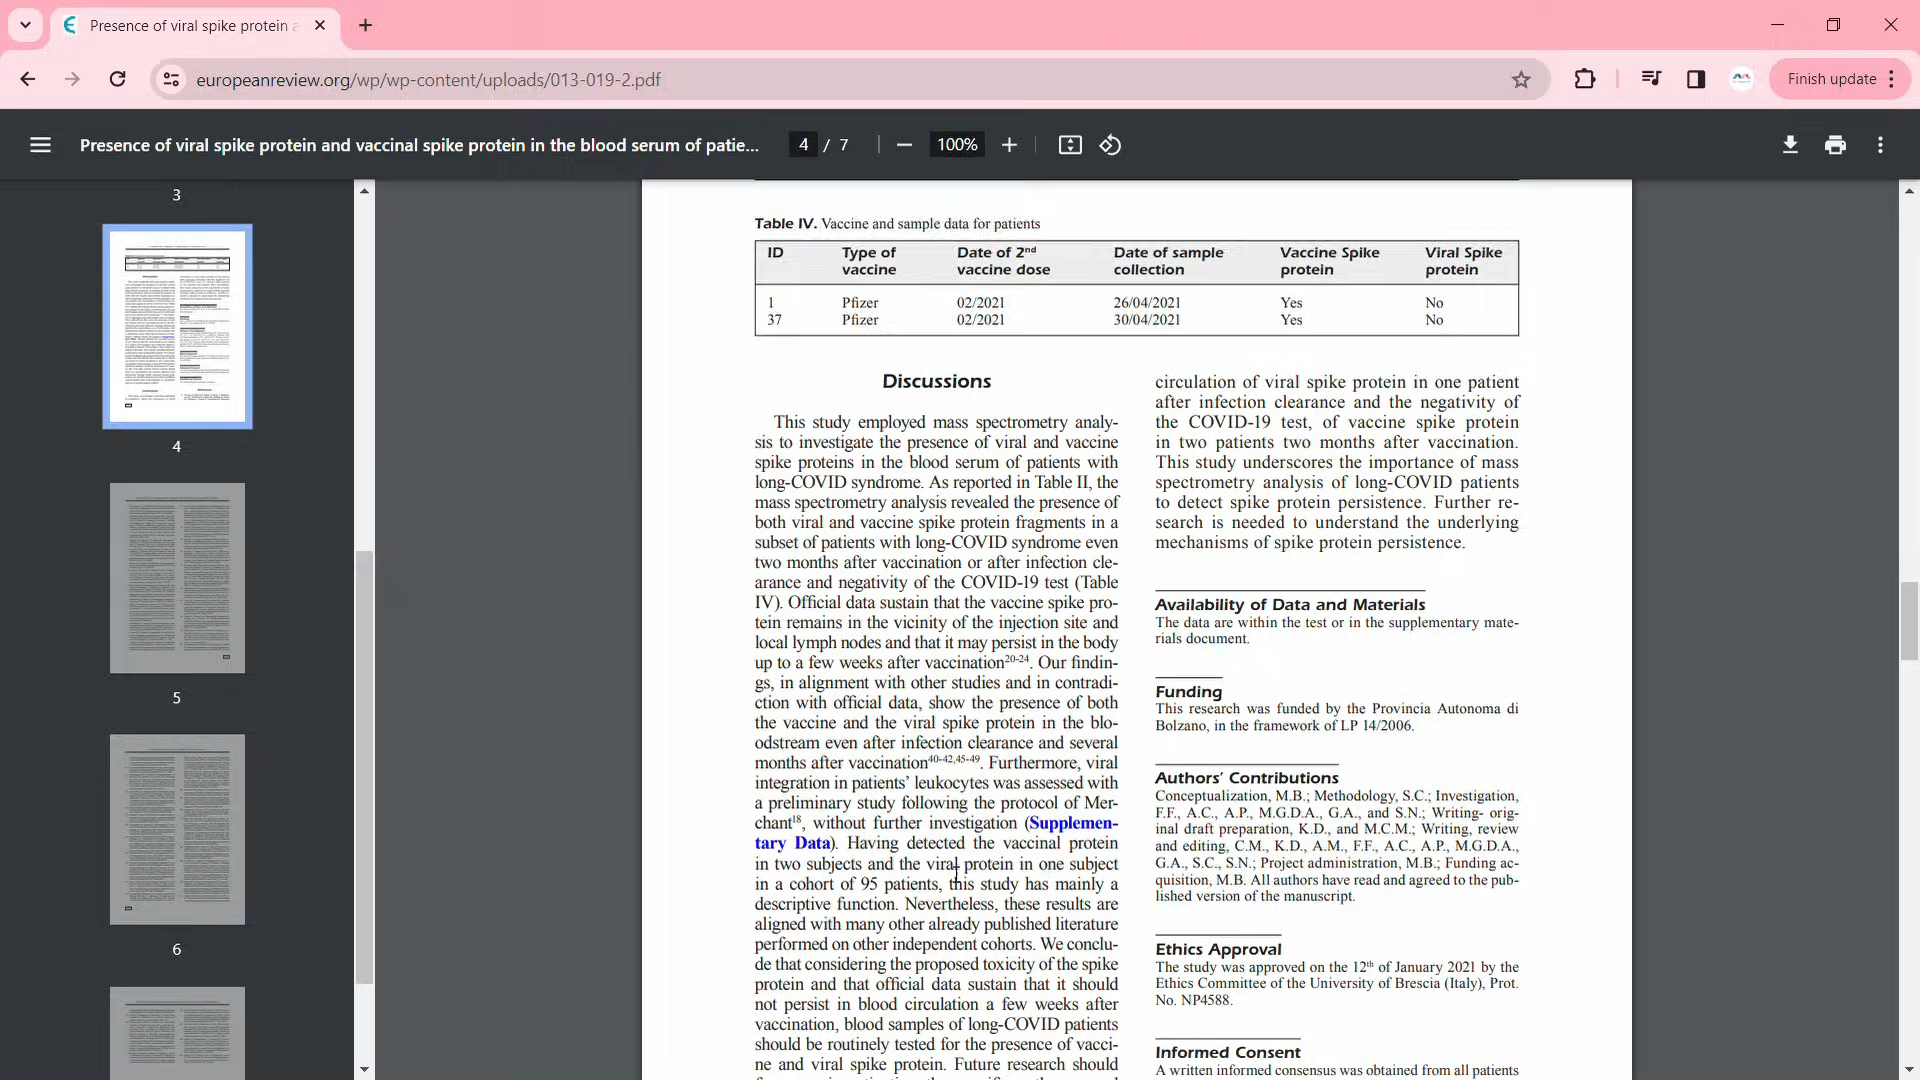 Presence of viral spike protein a
europeanreview.org/wp/wp-content/uploads/013-019-2.pdf
Finish update
Presence of viral spike protein and vaccinal spike protein in the blood serum of patie...
4 / 7
100%
3
4
5
6
Table IV. Vaccine and sample data for patients
ID Type of vaccine Date of 2nd vaccine dose Date of sample collection Vaccine Spike protein Viral Spike protein
1 Pfizer 02/2021 26/04/2021 Yes No
37 Pfizer 02/2021 30/04/2021 Yes No
Discussions
This study employed mass spectrometry analy-
sis to investigate the presence of viral and vaccine
spike proteins in the blood serum of patients with
long-COVID syndrome. As reported in Table II, the
mass spectrometry analysis revealed the presence of
both viral and vaccine spike protein fragments in a
subset of patients with long-COVID syndrome even
two months after vaccination or after infection cle-
arance and negativity of the COVID-19 test (Table
IV). Official data sustain that the vaccine spike pro-
tein remains in the vicinity of the injection site and
local lymph nodes and that it may persist in the body
up to a few weeks after vaccination20-24. Our findin-
gs, in alignment with other studies and in contradi-
ction with official data, show the presence of both
the vaccine and the viral spike protein in the blo-
odstream even after infection clearance and several
months after vaccination40-42,45-49. Furthermore, viral
integration in patients' leukocytes was assessed with
a preliminary study following the protocol of Mer-
chant18, without further investigation (Supplemen-
tary Data). Having detected the vaccinal protein
in two subjects and the viral protein in one subject
in a cohort of 95 patients, this study has mainly a
descriptive function. Nevertheless, these results are
aligned with many other already published literature
performed on other independent cohorts. We conclu-
de that considering the proposed toxicity of the spike
protein and that official data sustain that it should
not persist in blood circulation a few weeks after
vaccination, blood samples of long-COVID patients
should be routinely tested for the presence of vacci-
ne and viral spike protein. Future research should
circulation of viral spike protein in one patient
after infection clearance and the negativity of
the COVID-19 test, of vaccine spike protein
in two patients two months after vaccination.
This study underscores the importance of mass
spectrometry analysis of long-COVID patients
to detect spike protein persistence. Further re-
search is needed to understand the underlying
mechanisms of spike protein persistence.
Availability of Data and Materials
The data are within the test or in the supplementary mate-
rials document.
Funding
This research was funded by the Provincia Autonoma di
Bolzano, in the framework of LP 14/2006.
Authors' Contributions
Conceptualization, M.B.; Methodology, S.C.; Investigation,
F.F., A.C., A.P., M.G.D.A., G.A., and S.N.; Writing- orig-
inal draft preparation, K.D., and M.C.M.; Writing, review
and editing, C.M., K.D., A.M., F.F., A.C., A.P., M.G.D.A.,
G.A., S.C., S.N.; Project administration, M.B.; Funding ac-
quisition, M.B. All authors have read and agreed to the pub-
lished version of the manuscript.
Ethics Approval
The study was approved on the 12th of January 2021 by the
Ethics Committee of the University of Brescia (Italy), Prot.
No. NP4588.
Informed Consent
A written informed consensus was obtained from all patients